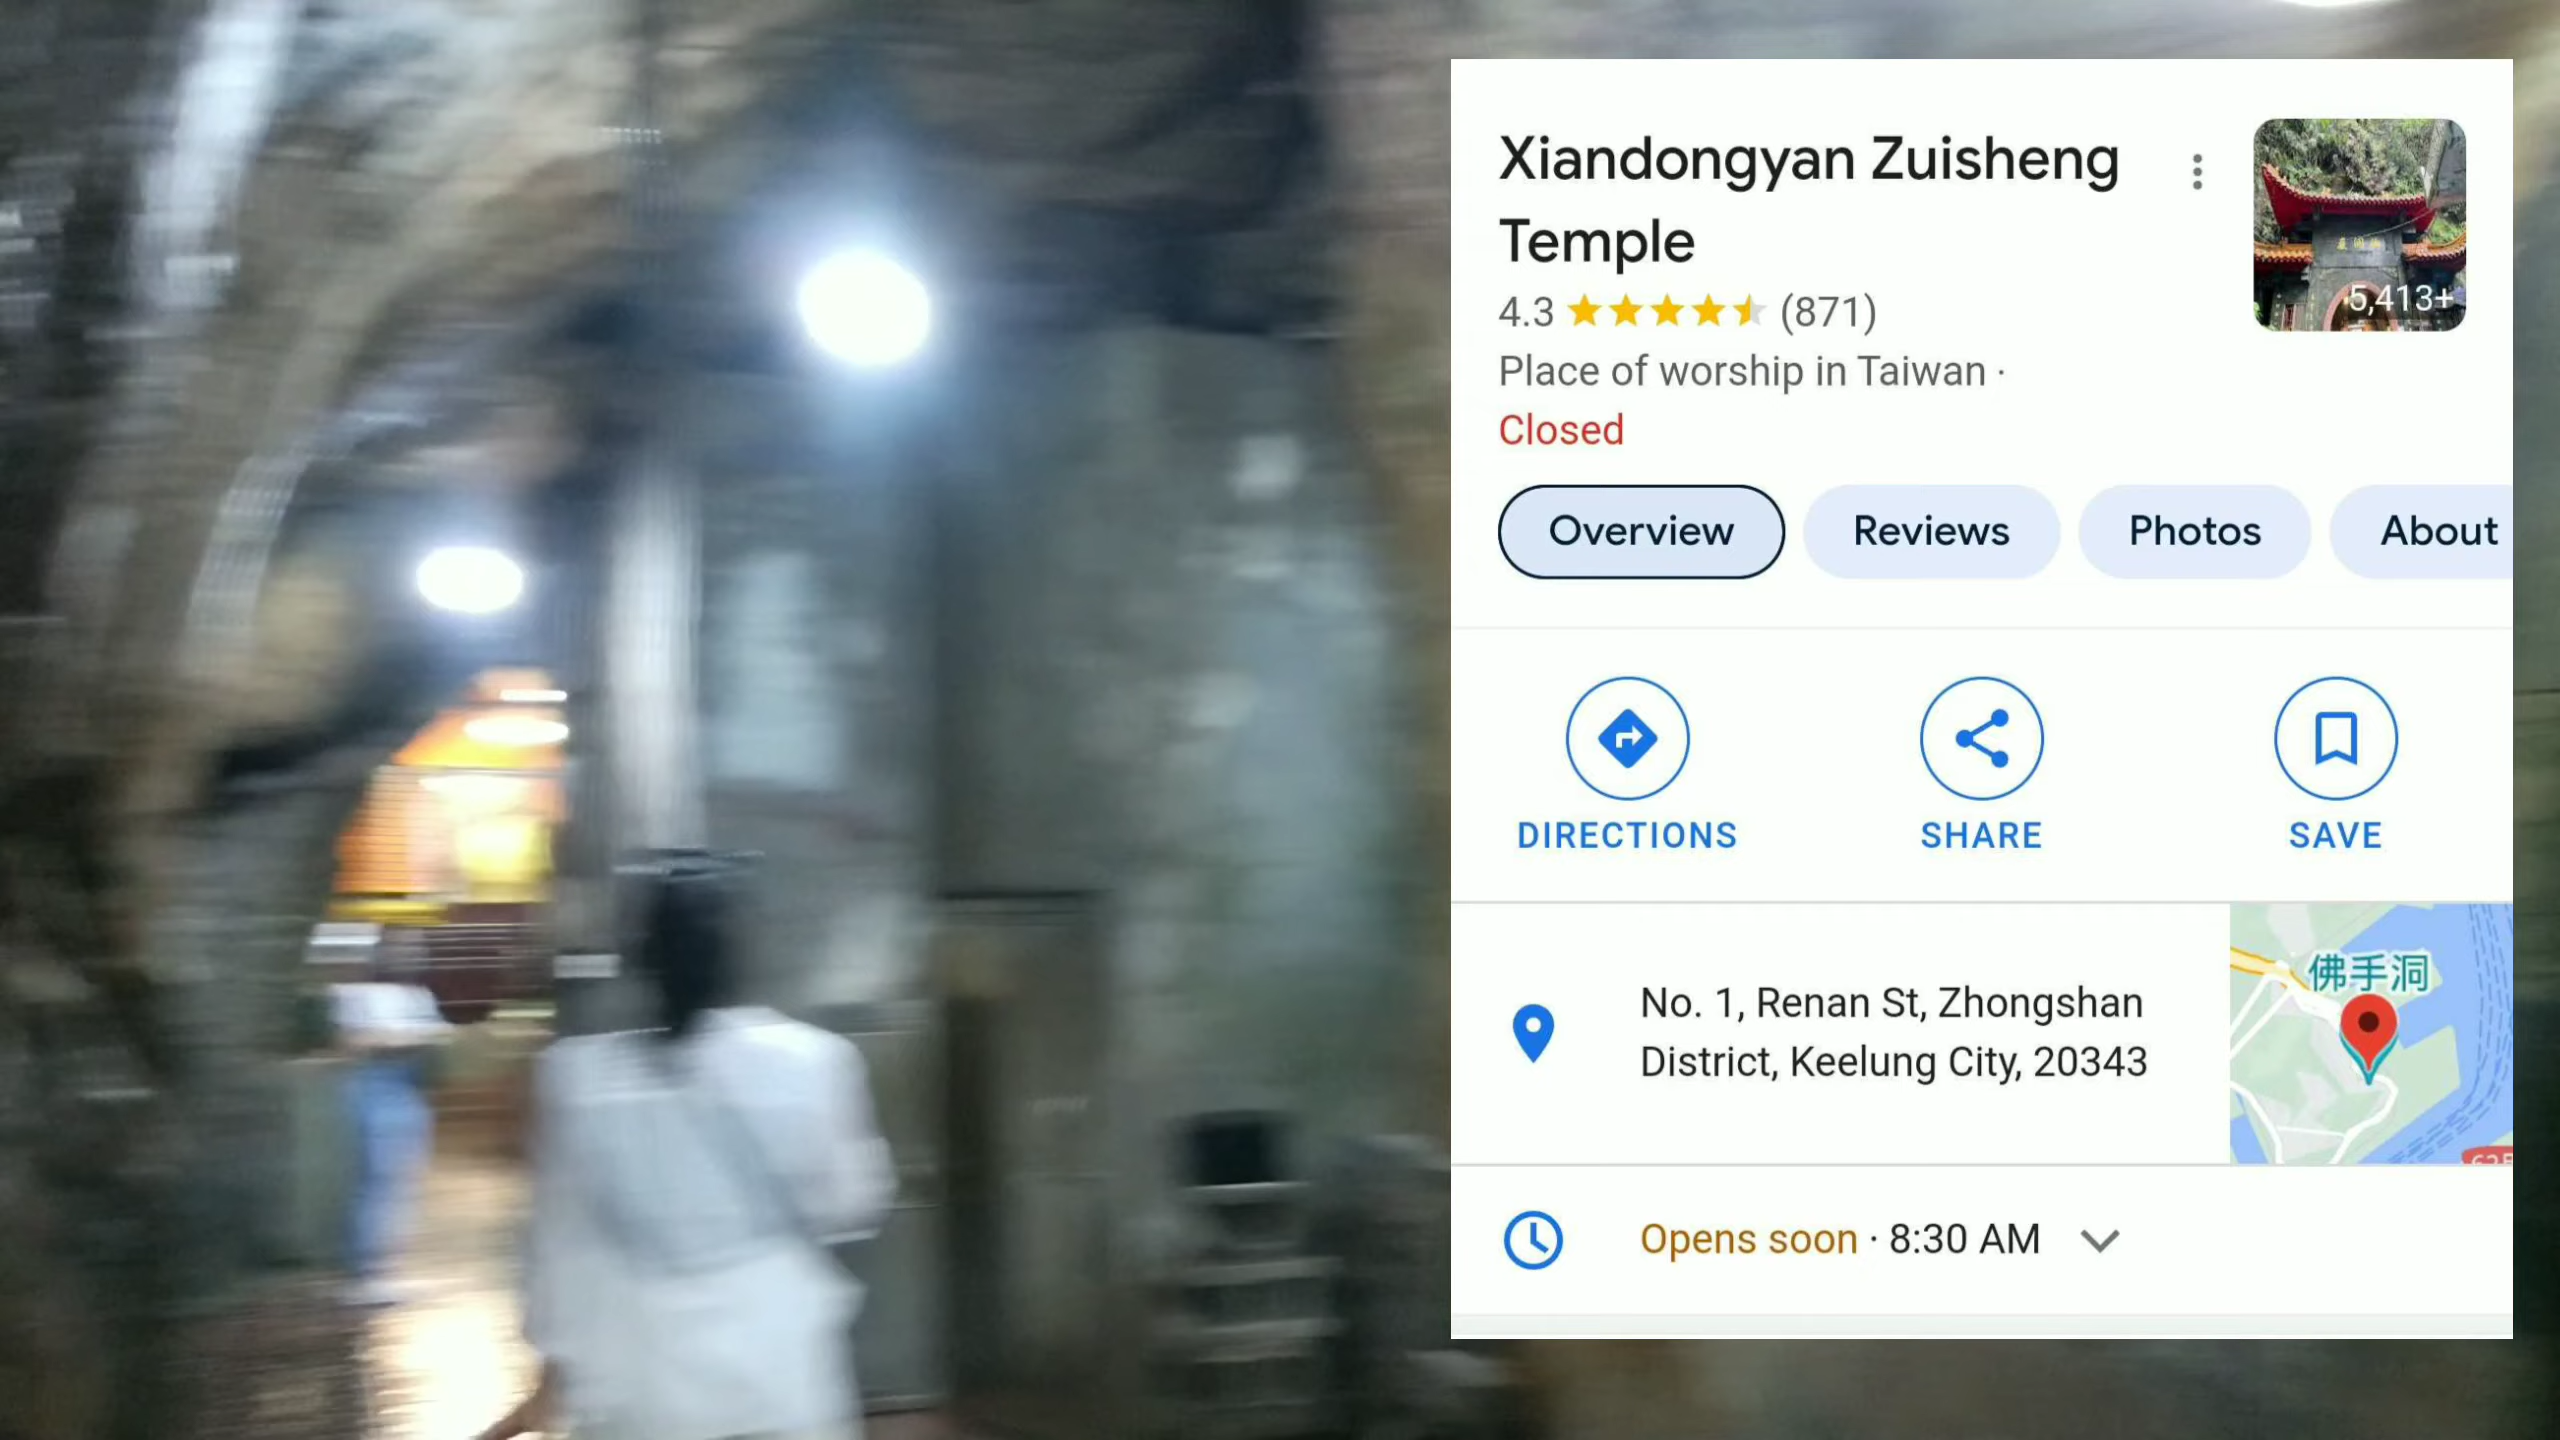 Xiandongyan Zuisheng
Temple
4.3 (871)
Place of worship in Taiwan ·
Closed
5,413+
Overview
Reviews
Photos
About
DIRECTIONS
SHARE
SAVE
No. 1, Renan St, Zhongshan
District, Keelung City, 20343
佛手洞
Opens soon · 8:30 AM